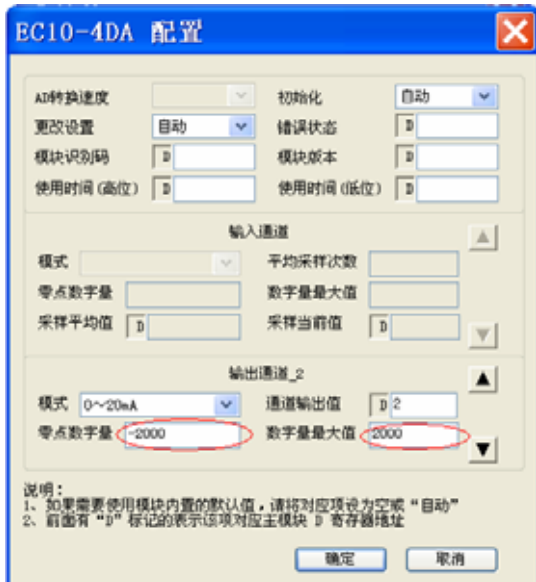 EC10-4DA 配置
AD转换速度 初始化 自动
更改设置 自动 错误状态 D
模块识别码 D 模块版本 D
使用时间(高位) D 使用时间(低位) D
输入通道
模式 平均采样次数
零点数字量 数字量最大值
采样平均值 D 采样当前值 D
输出通道_2
模式 0~20mA 通道输出值 D 2
零点数字量 -2000 数字量最大值 2000
说明:
1、如果需要使用模块内置的默认值,请将对应项设为空或“自动”
2、前面有“D”标记的表示该项对应主模块 D 寄存器地址
确定 取消